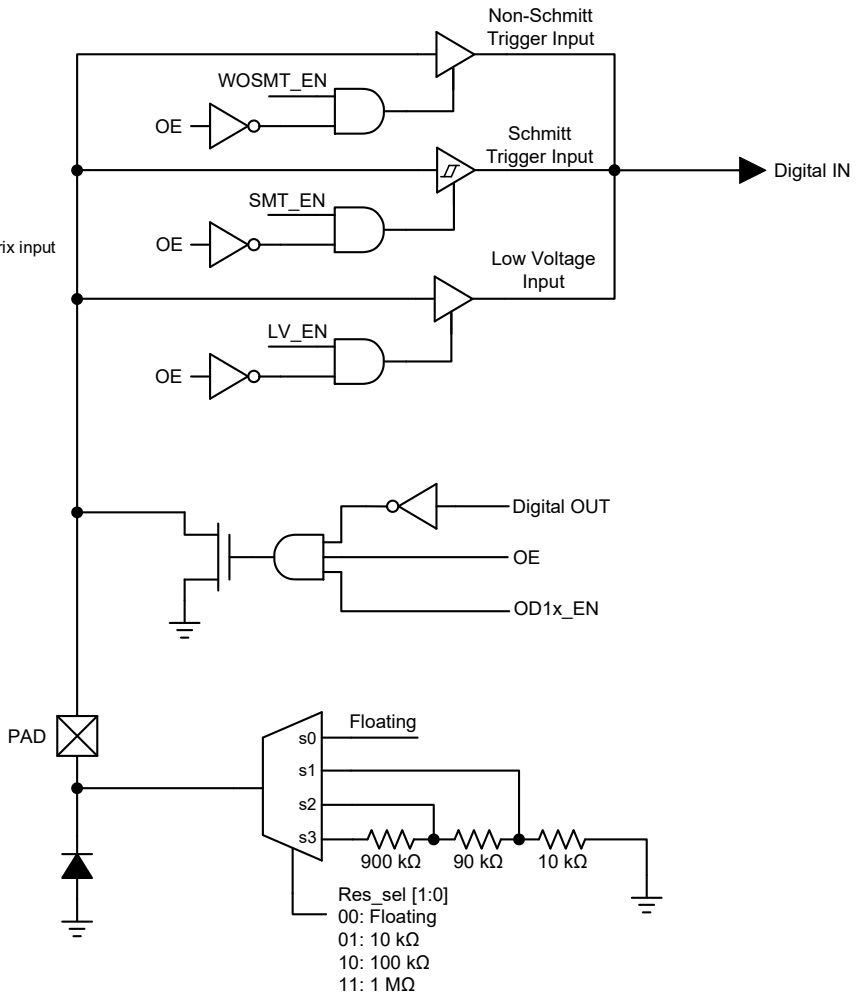 Non-Schmitt
Trigger Input
WOSMT_EN
OE
Schmitt
Trigger Input
Digital IN
SMT_EN
OE
input
Low Voltage
Input
LV_EN
OE
Digital OUT
OE
OD1x_EN
PAD
Floating
s0
s1
s2
s3
900 kΩ
90 kΩ
10 kΩ
Res_sel [1:0]
00: Floating
01: 10 kΩ
10: 100 kΩ
11: 1 MΩ